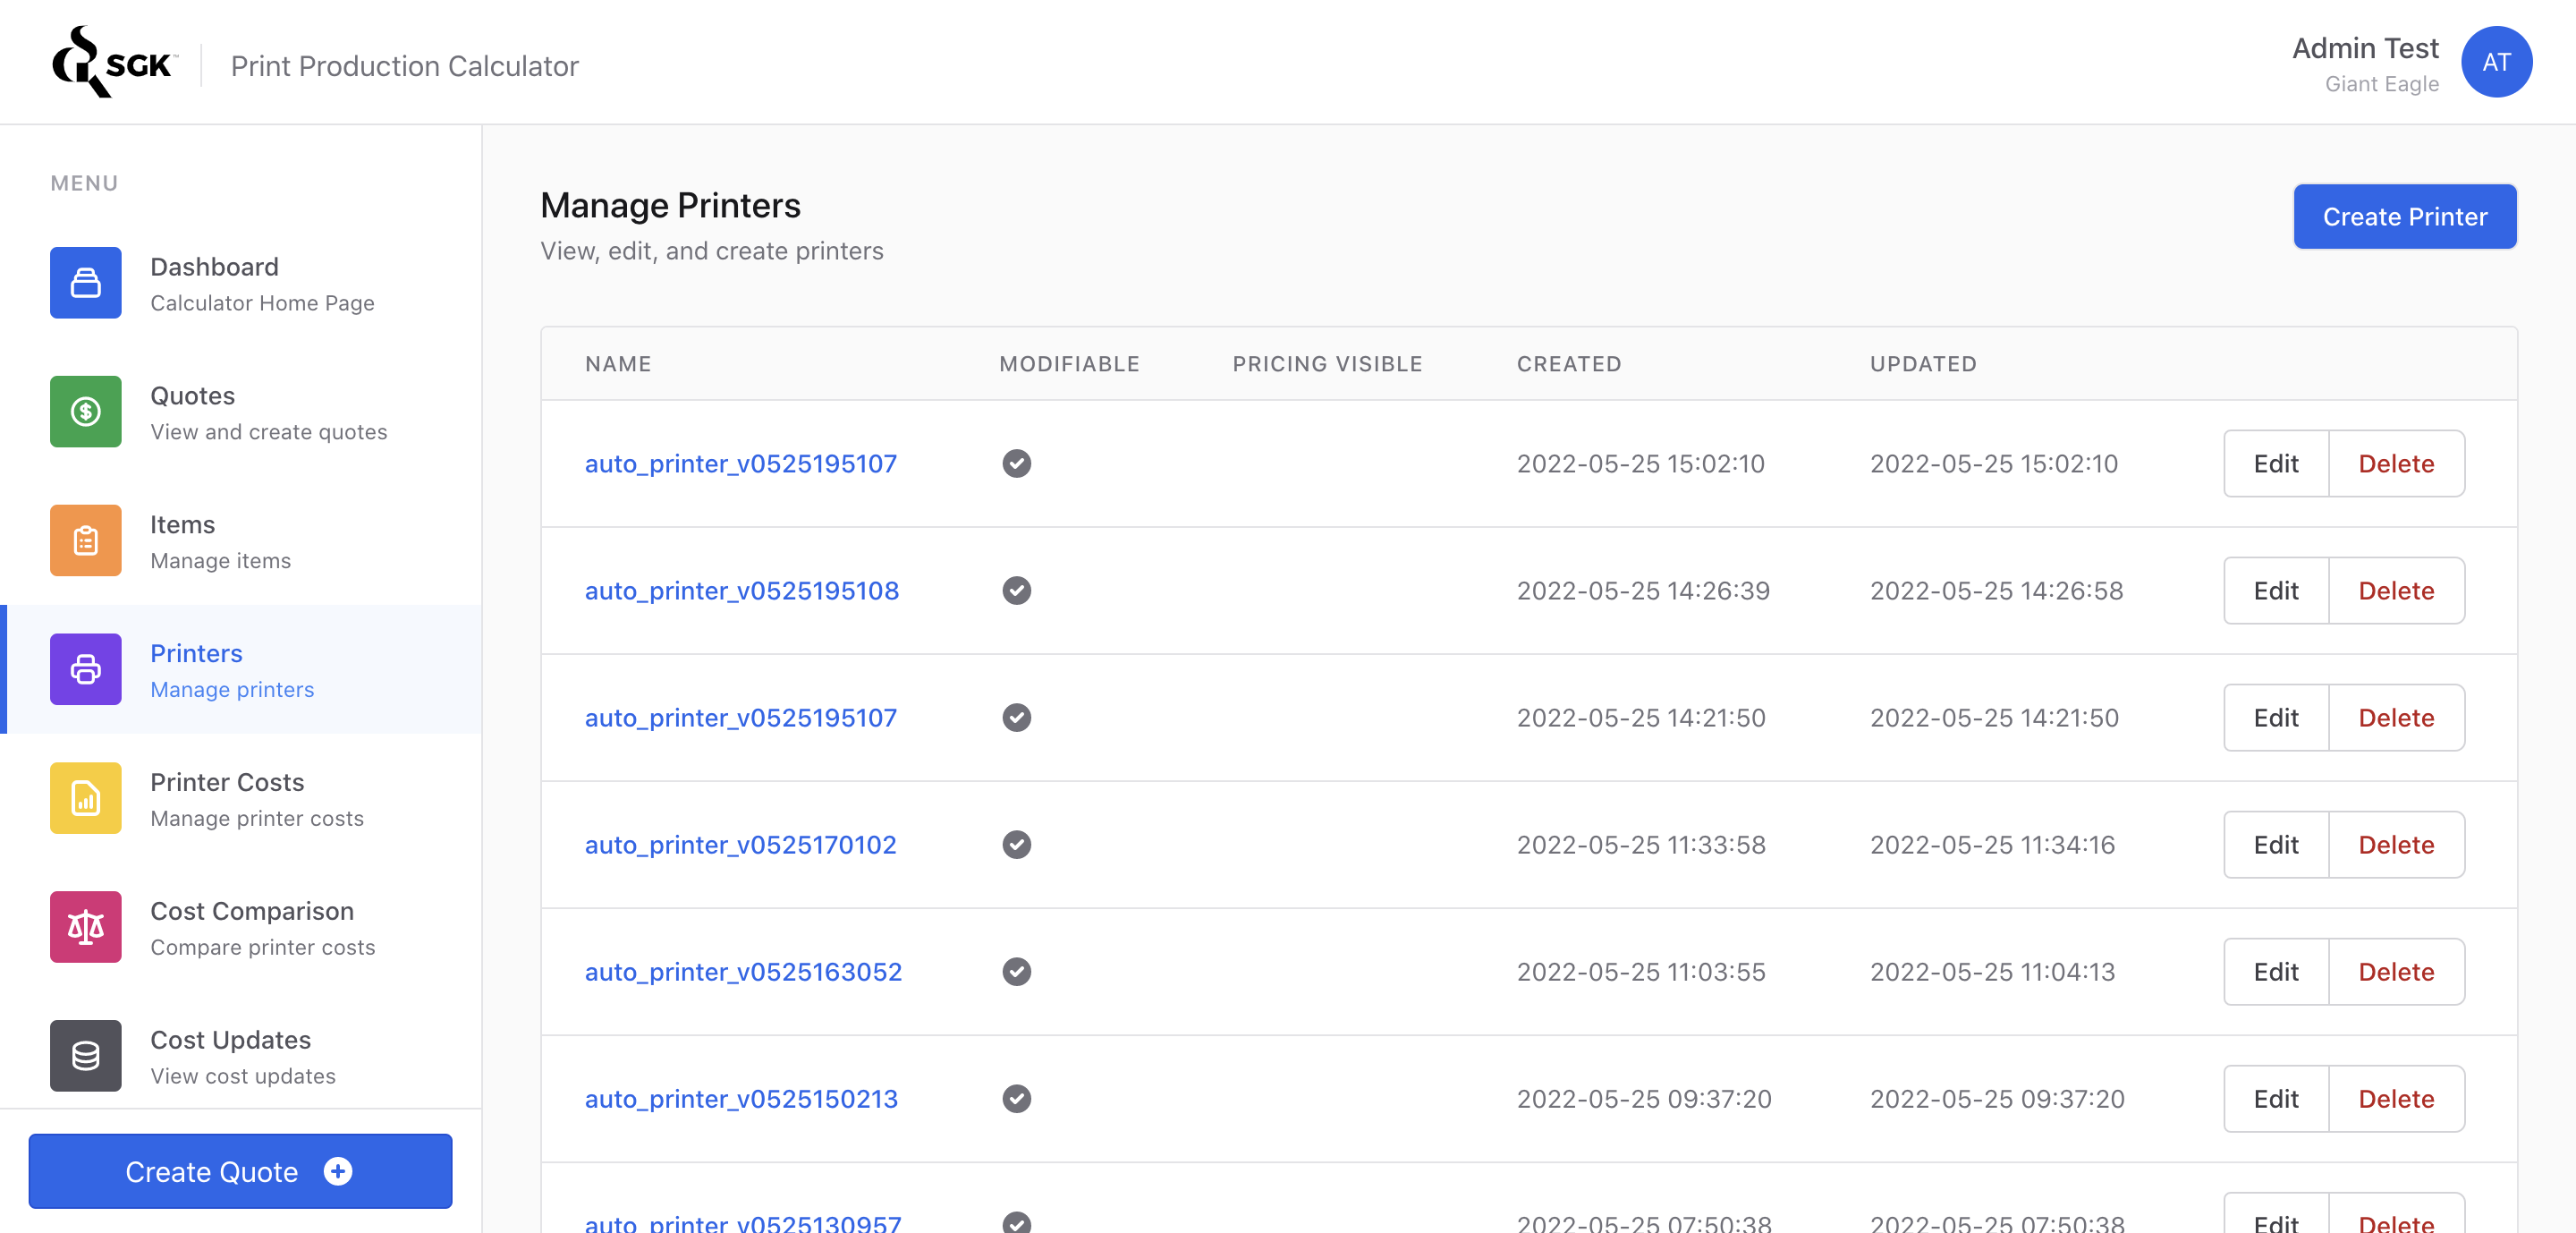 SGK™
Print Production Calculator
Admin Test
Giant Eagle
AT
MENU
Dashboard
Calculator Home Page
Quotes
View and create quotes
Items
Manage items
Printers
Manage printers
Printer Costs
Manage printer costs
Cost Comparison
Compare printer costs
Cost Updates
View cost updates
Create Quote
Manage Printers
View, edit, and create printers
Create Printer
NAME MODIFIABLE PRICING VISIBLE CREATED UPDATED
auto_printer_v0525195107 2022-05-25 15:02:10 2022-05-25 15:02:10 Edit Delete
auto_printer_v0525195108 2022-05-25 14:26:39 2022-05-25 14:26:58 Edit Delete
auto_printer_v0525195107 2022-05-25 14:21:50 2022-05-25 14:21:50 Edit Delete
auto_printer_v0525170102 2022-05-25 11:33:58 2022-05-25 11:34:16 Edit Delete
auto_printer_v0525163052 2022-05-25 11:03:55 2022-05-25 11:04:13 Edit Delete
auto_printer_v0525150213 2022-05-25 09:37:20 2022-05-25 09:37:20 Edit Delete
auto_printer_v0525130957 2022-05-25 07:50:38 2022-05-25 07:50:38 Edit Delete